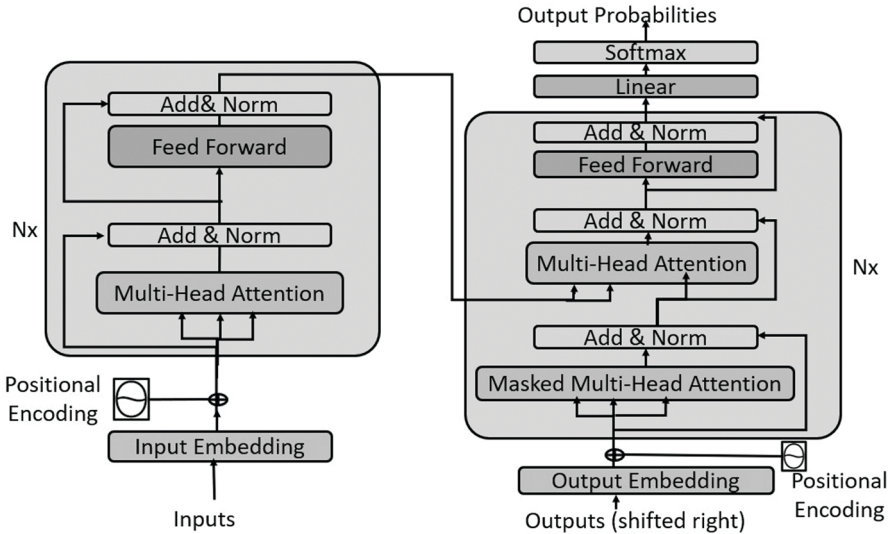 Output Probabilities
Softmax
Linear
Add & Norm
Feed Forward
Add & Norm
Multi-Head Attention
Nx
Add & Norm
Masked Multi-Head Attention
Output Embedding
Positional
Encoding
Outputs (shifted right)
Add& Norm
Feed Forward
Nx
Add & Norm
Multi-Head Attention
Positional
Encoding
Input Embedding
Inputs